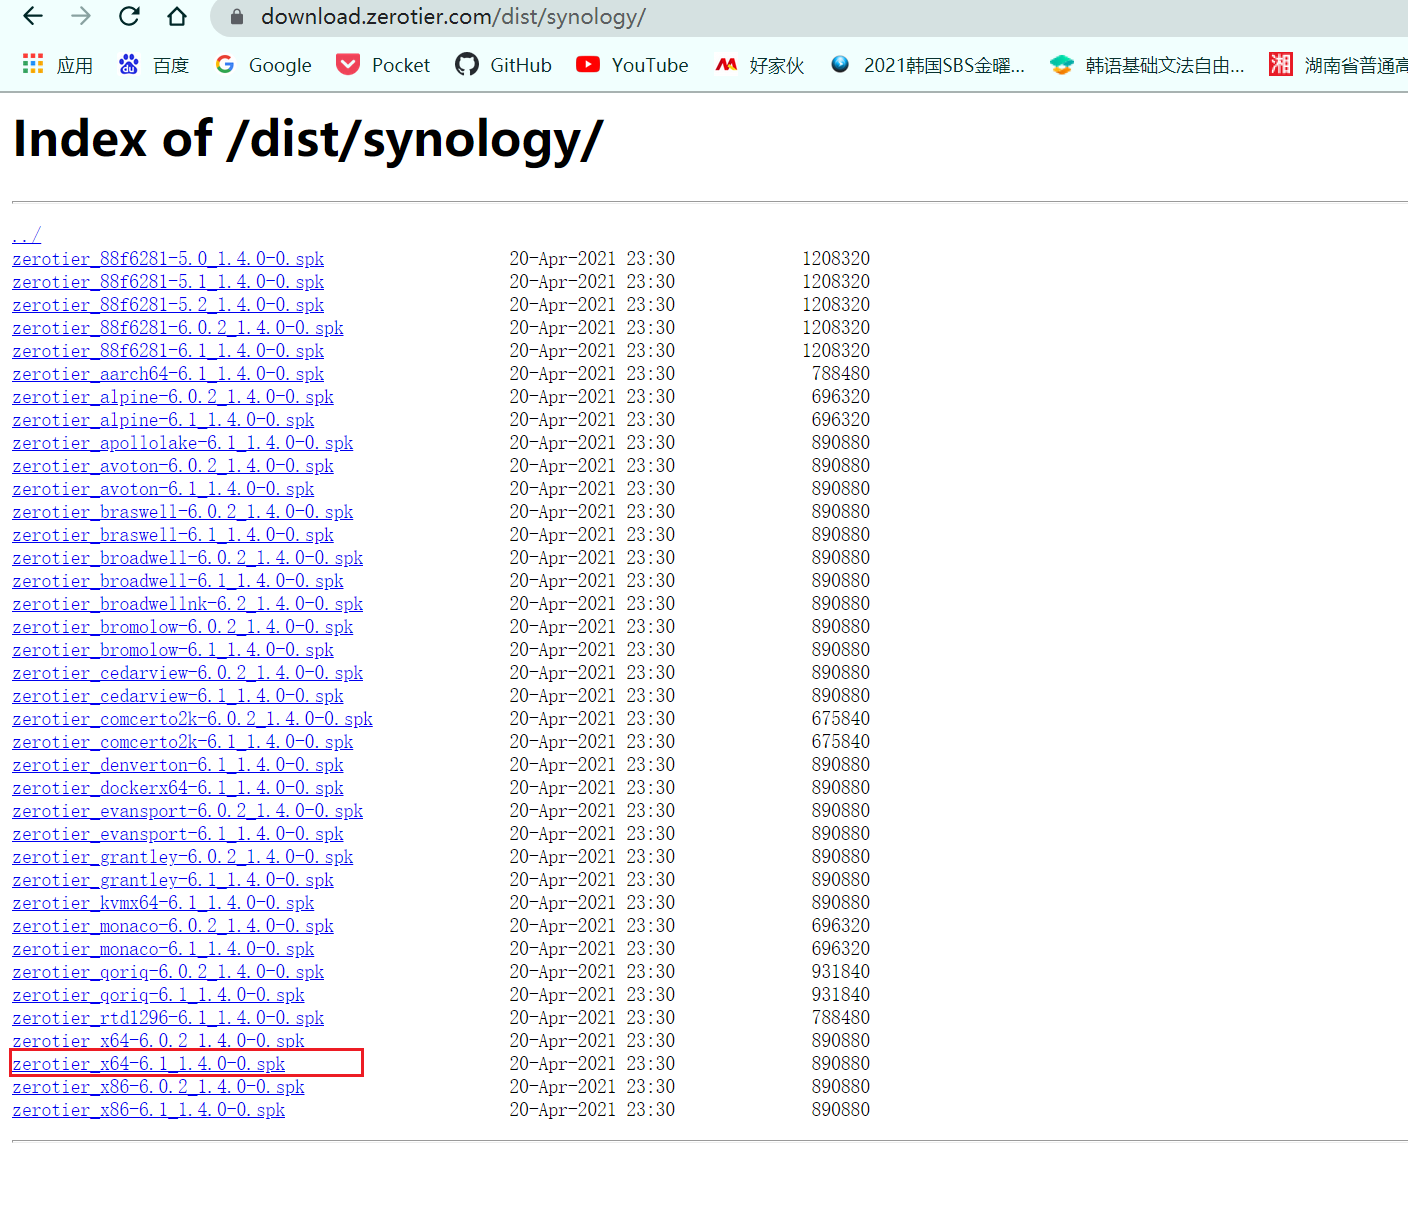 download.zerotier.com/dist/synology/
应用 百度 Google Pocket GitHub YouTube 好家伙 2021韩国SBS金曜... 韩语基础文法自由... 湘 湖南省普通高
Index of /dist/synology/
../
zerotier_88f6281-5.0_1.4.0-0.spk 20-Apr-2021 23:30 1208320
zerotier_88f6281-5.1_1.4.0-0.spk 20-Apr-2021 23:30 1208320
zerotier_88f6281-5.2_1.4.0-0.spk 20-Apr-2021 23:30 1208320
zerotier_88f6281-6.0.2_1.4.0-0.spk 20-Apr-2021 23:30 1208320
zerotier_88f6281-6.1_1.4.0-0.spk 20-Apr-2021 23:30 1208320
zerotier_aarch64-6.1_1.4.0-0.spk 20-Apr-2021 23:30 788480
zerotier_alpine-6.0.2_1.4.0-0.spk 20-Apr-2021 23:30 696320
zerotier_alpine-6.1_1.4.0-0.spk 20-Apr-2021 23:30 696320
zerotier_apollolake-6.1_1.4.0-0.spk 20-Apr-2021 23:30 890880
zerotier_avoton-6.0.2_1.4.0-0.spk 20-Apr-2021 23:30 890880
zerotier_avoton-6.1_1.4.0-0.spk 20-Apr-2021 23:30 890880
zerotier_braswell-6.0.2_1.4.0-0.spk 20-Apr-2021 23:30 890880
zerotier_braswell-6.1_1.4.0-0.spk 20-Apr-2021 23:30 890880
zerotier_broadwell-6.0.2_1.4.0-0.spk 20-Apr-2021 23:30 890880
zerotier_broadwell-6.1_1.4.0-0.spk 20-Apr-2021 23:30 890880
zerotier_broadwellnk-6.2_1.4.0-0.spk 20-Apr-2021 23:30 890880
zerotier_bromolow-6.0.2_1.4.0-0.spk 20-Apr-2021 23:30 890880
zerotier_bromolow-6.1_1.4.0-0.spk 20-Apr-2021 23:30 890880
zerotier_cedarview-6.0.2_1.4.0-0.spk 20-Apr-2021 23:30 890880
zerotier_cedarview-6.1_1.4.0-0.spk 20-Apr-2021 23:30 890880
zerotier_comcerto2k-6.0.2_1.4.0-0.spk 20-Apr-2021 23:30 675840
zerotier_comcerto2k-6.1_1.4.0-0.spk 20-Apr-2021 23:30 675840
zerotier_denverton-6.1_1.4.0-0.spk 20-Apr-2021 23:30 890880
zerotier_dockerx64-6.1_1.4.0-0.spk 20-Apr-2021 23:30 890880
zerotier_evansport-6.0.2_1.4.0-0.spk 20-Apr-2021 23:30 890880
zerotier_evansport-6.1_1.4.0-0.spk 20-Apr-2021 23:30 890880
zerotier_grantley-6.0.2_1.4.0-0.spk 20-Apr-2021 23:30 890880
zerotier_grantley-6.1_1.4.0-0.spk 20-Apr-2021 23:30 890880
zerotier_kvmx64-6.1_1.4.0-0.spk 20-Apr-2021 23:30 890880
zerotier_monaco-6.0.2_1.4.0-0.spk 20-Apr-2021 23:30 696320
zerotier_monaco-6.1_1.4.0-0.spk 20-Apr-2021 23:30 696320
zerotier_qoriq-6.0.2_1.4.0-0.spk 20-Apr-2021 23:30 931840
zerotier_qoriq-6.1_1.4.0-0.spk 20-Apr-2021 23:30 931840
zerotier_rtd1296-6.1_1.4.0-0.spk 20-Apr-2021 23:30 788480
zerotier_x64-6.0.2_1.4.0-0.spk 20-Apr-2021 23:30 890880
zerotier_x64-6.1_1.4.0-0.spk 20-Apr-2021 23:30 890880
zerotier_x86-6.0.2_1.4.0-0.spk 20-Apr-2021 23:30 890880
zerotier_x86-6.1_1.4.0-0.spk 20-Apr-2021 23:30 890880